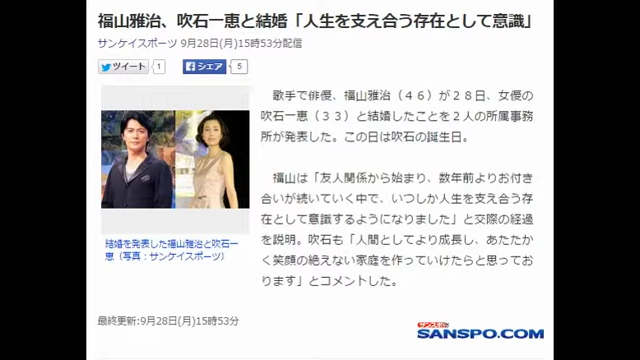 福山雅治、吹石一恵と結婚「人生を支え合う存在として意識」
サンケイスポーツ 9月28日(月)15時53分配信
ツイート 1 シェア 5
歌手で俳優、福山雅治（４６）が２８日、女優の
吹石一恵（３３）と結婚したことを２人の所属事務
所が発表した。この日は吹石の誕生日。
福山は「友人関係から始まり、数年前よりお付き
合いが続いていく中で、いつしか人生を支え合う存
在として意識するようになりました」と交際の経過
を説明。吹石も「人間としてより成長し、あたたか
く笑顔の絶えない家庭を作っていけたらと思ってお
ります」とコメントした。
結婚を発表した福山雅治と吹石一
恵（写真：サンケイスポーツ）
最終更新:9月28日(月)15時53分
サンスポ
SANSPO.COM